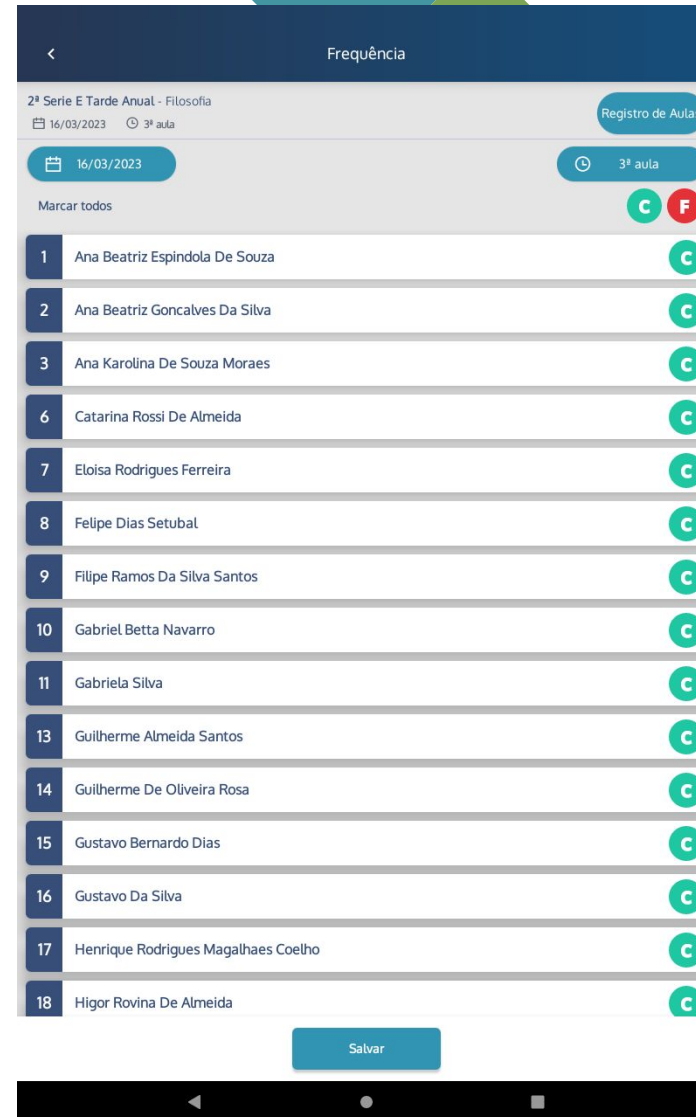 Frequência
2ª Serie E Tarde Anual - Filosofia
16/03/2023 3ª aula
Registro de Aula
16/03/2023
3ª aula
Marcar todos
C F
1 Ana Beatriz Espindola De Souza C
2 Ana Beatriz Goncalves Da Silva C
3 Ana Karolina De Souza Moraes C
6 Catarina Rossi De Almeida C
7 Eloisa Rodrigues Ferreira C
8 Felipe Dias Setubal C
9 Filipe Ramos Da Silva Santos C
10 Gabriel Betta Navarro C
11 Gabriela Silva C
13 Guilherme Almeida Santos C
14 Guilherme De Oliveira Rosa C
15 Gustavo Bernardo Dias C
16 Gustavo Da Silva C
17 Henrique Rodrigues Magalhaes Coelho C
18 Higor Rovina De Almeida C
Salvar